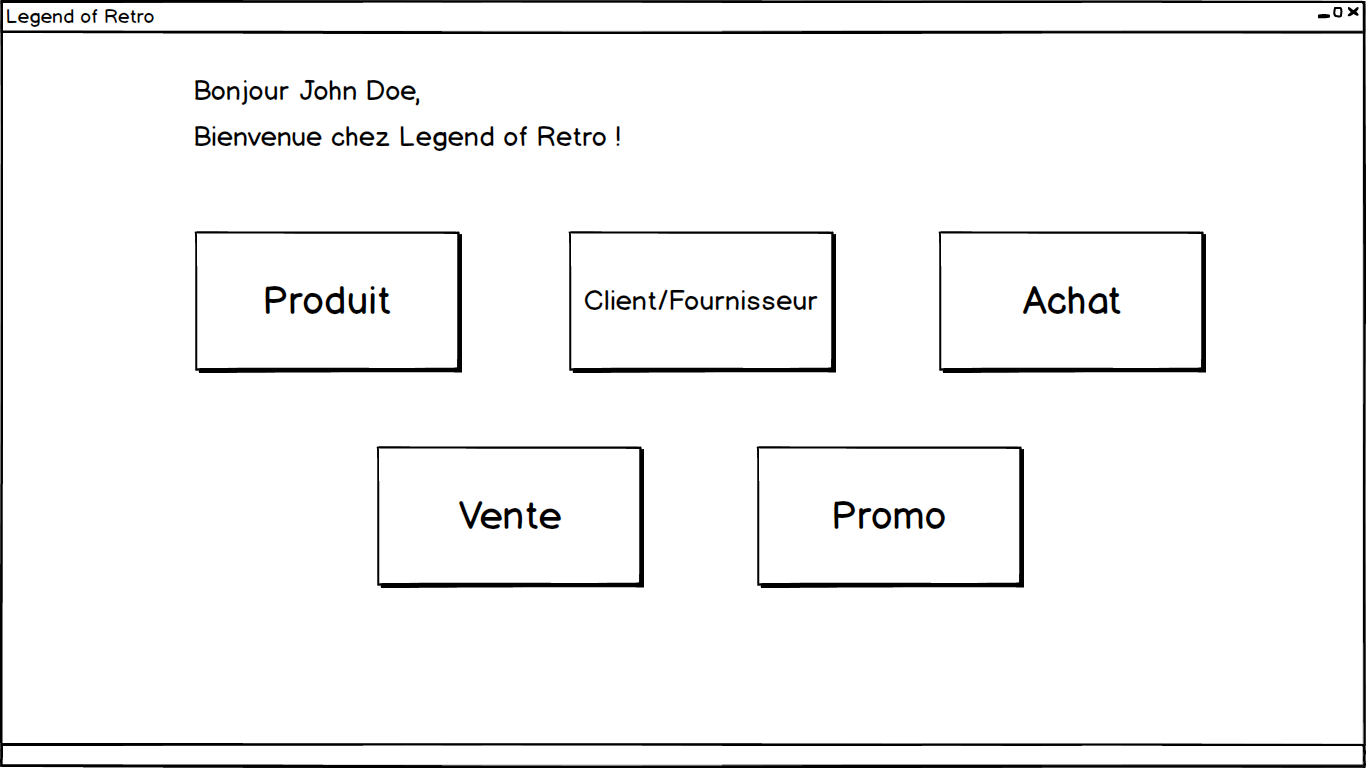 Legend of Retro
Bonjour John Doe,
Bienvenue chez Legend of Retro !
Produit
Client/Fournisseur
Achat
Vente
Promo